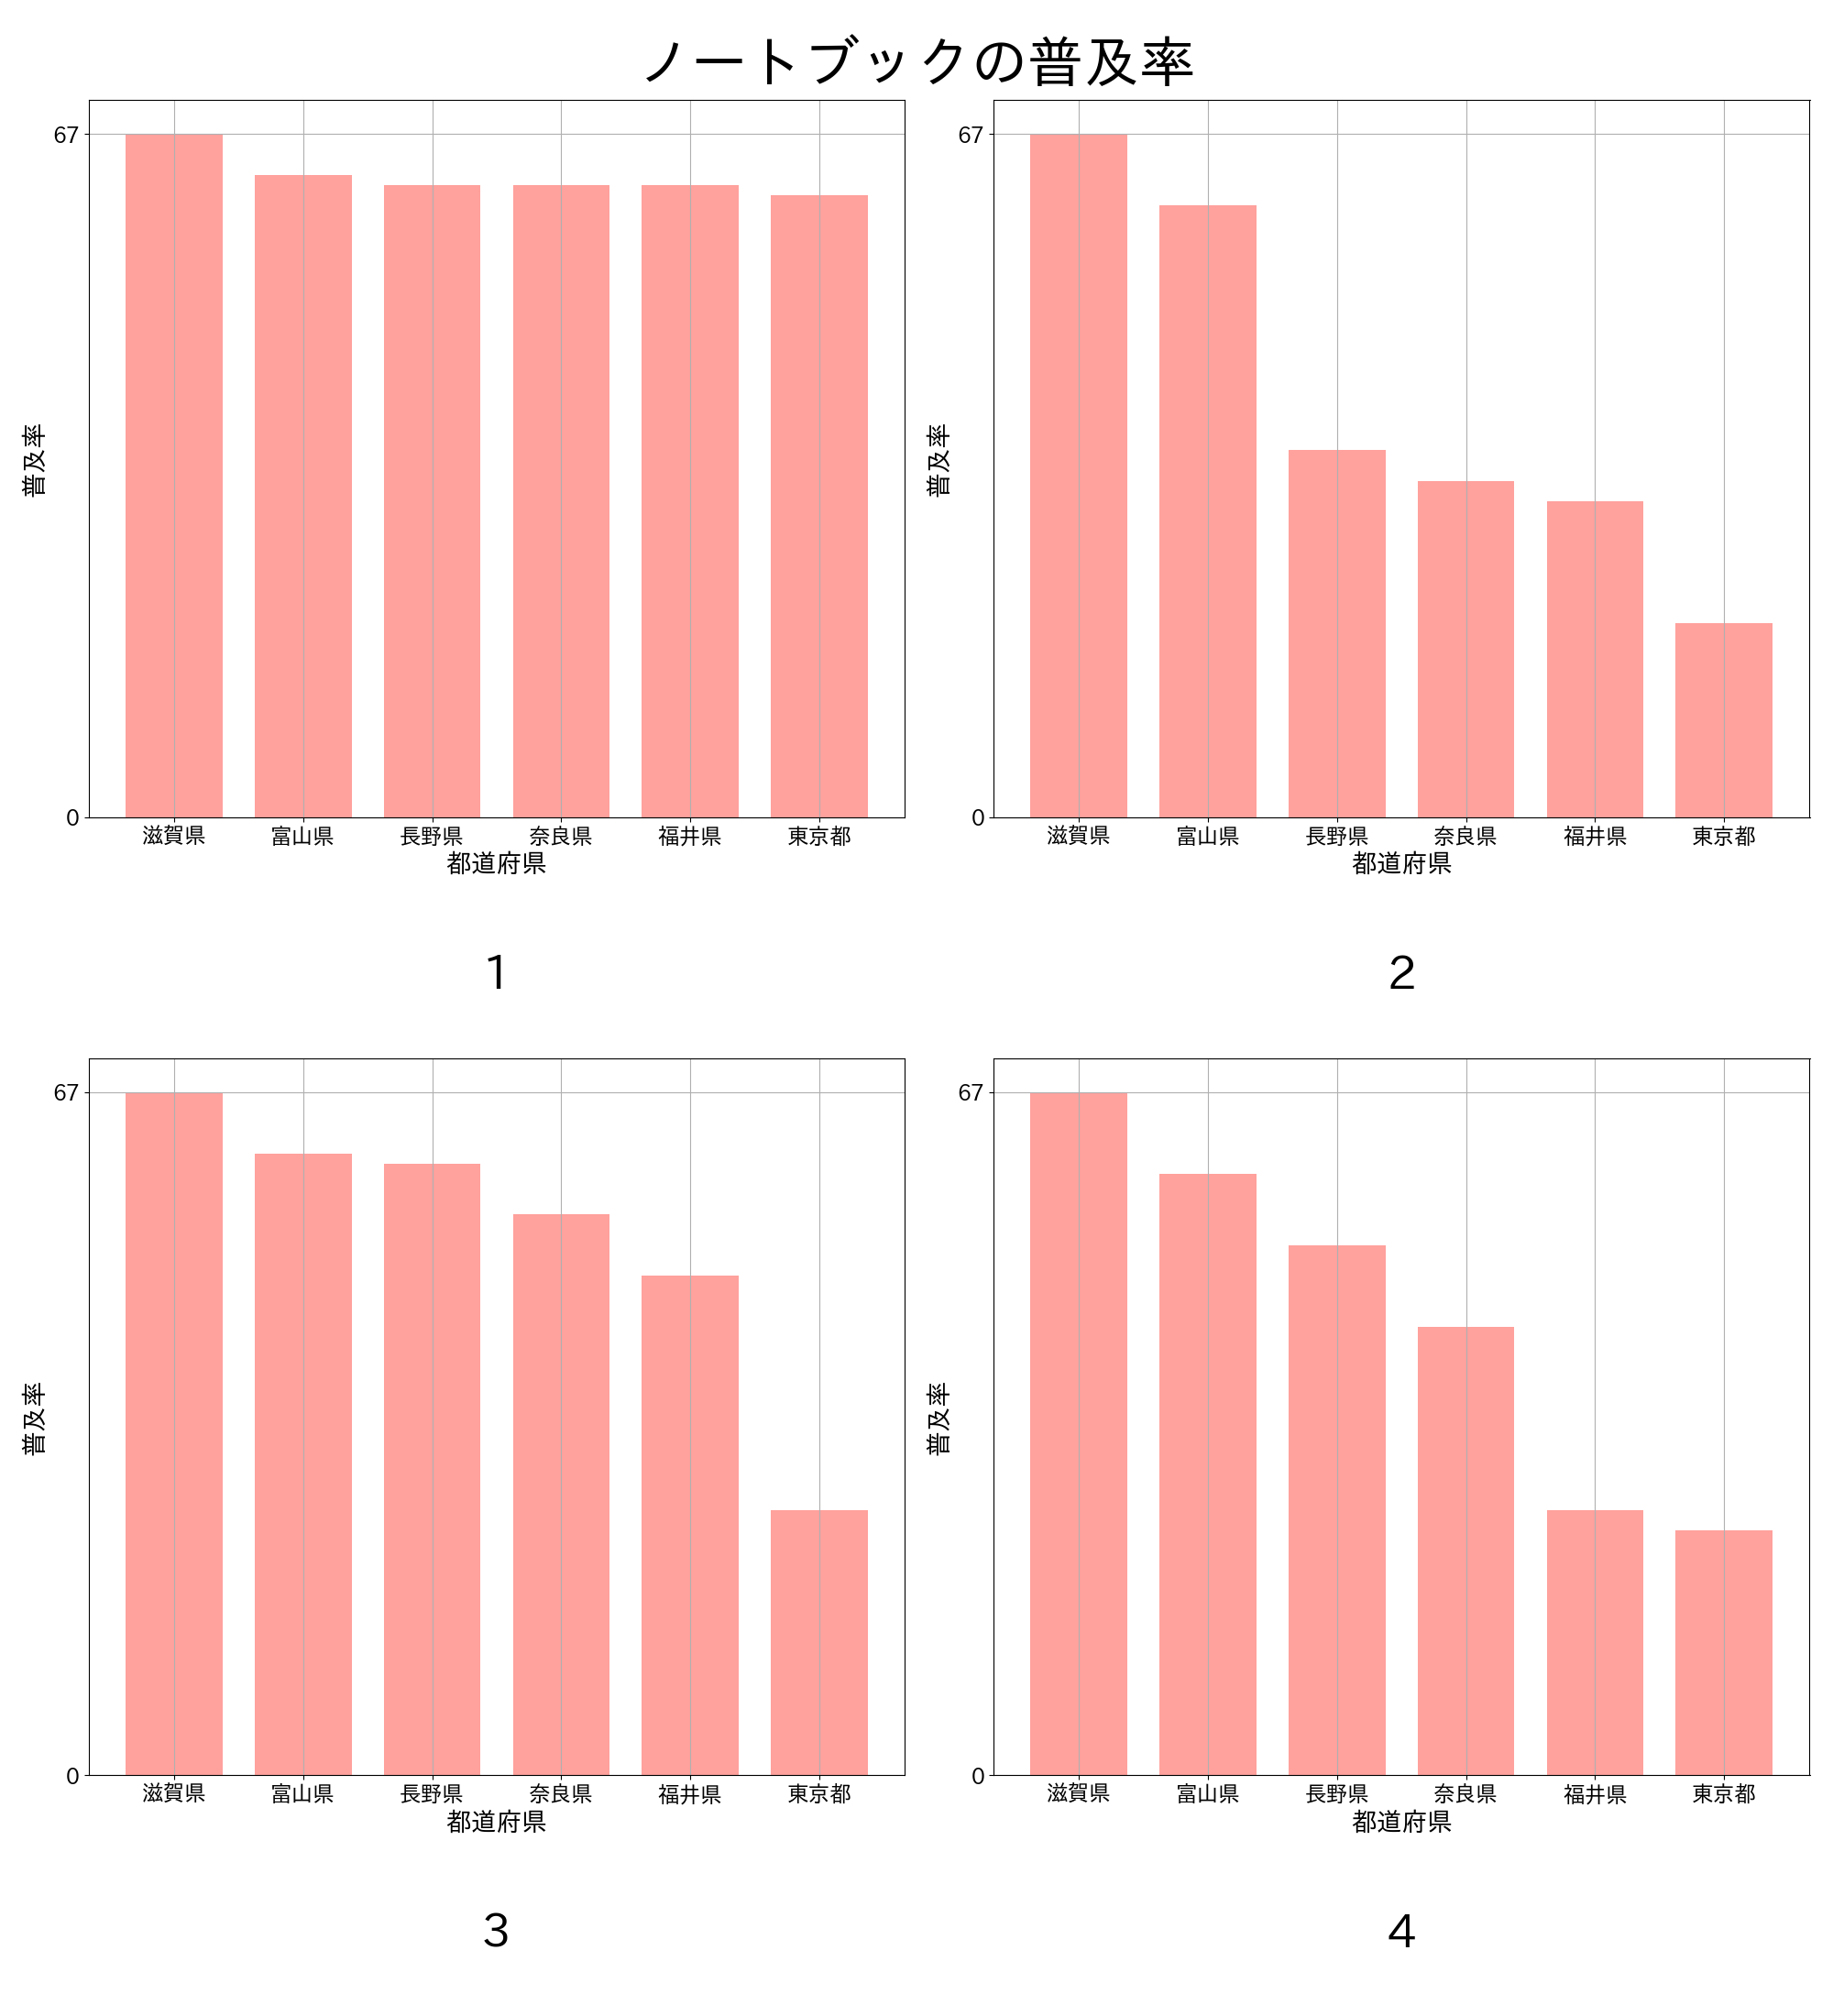 ノートブックの普及率
67
0
普及率
滋賀県 富山県 長野県 奈良県 福井県 東京都
都道府県
1
67
0
普及率
滋賀県 富山県 長野県 奈良県 福井県 東京都
都道府県
2
67
0
普及率
滋賀県 富山県 長野県 奈良県 福井県 東京都
都道府県
3
67
0
普及率
滋賀県 富山県 長野県 奈良県 福井県 東京都
都道府県
4